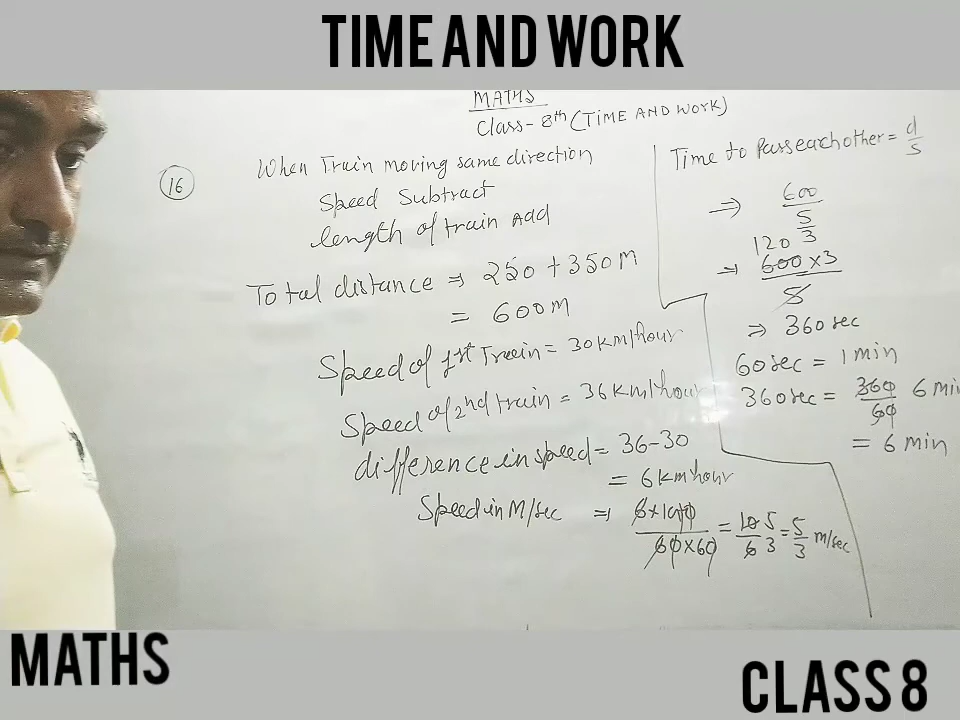 TIME AND WORK
MATHS
Class-8th (TIME AND WORK)
16
When Train moving same direction
Speed Subtract
length of train Add
Total distance ⇒ 250 + 350 M
= 600 M
Speed of 1st Train = 30 KM/hour
Speed of 2nd train = 36 KM/hour
difference in speed = 36-30
= 6 KM/hour
Speed in M/sec ⇒ 6×1000/60×60 = 10 5/6 3 = 5/3 m/sec
Time to Pass each other = d/s
⇒ 600/5/3
120
⇒ 600×3/5
⇒ 360 sec
60 sec = 1 min
360 sec = 360/60 6 min
= 6 min
MATHS
CLASS 8